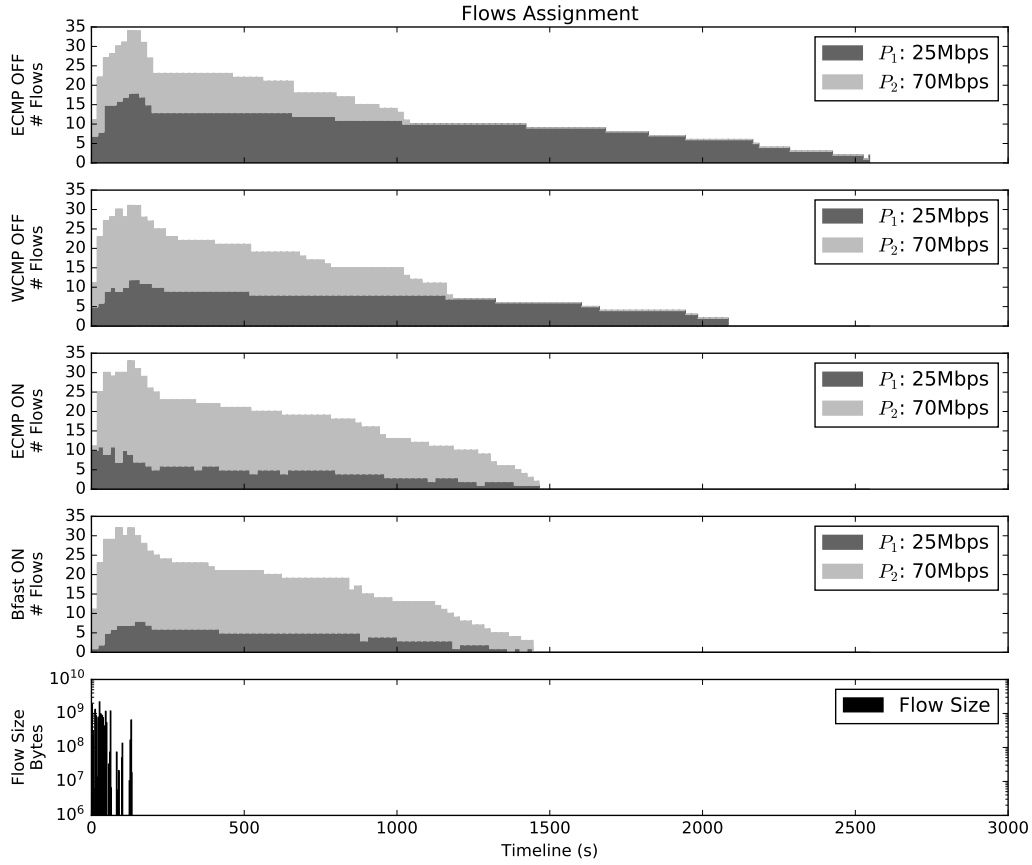 Flows Assignment
ECMP OFF
# Flows
35
30
25
20
15
10
5
0
P1: 25Mbps
P2: 70Mbps
WCMP OFF
# Flows
35
30
25
20
15
10
5
0
P1: 25Mbps
P2: 70Mbps
ECMP ON
# Flows
35
30
25
20
15
10
5
0
P1: 25Mbps
P2: 70Mbps
Bfast ON
# Flows
35
30
25
20
15
10
5
0
P1: 25Mbps
P2: 70Mbps
Flow Size
Bytes
10^10
10^9
10^8
10^7
10^6
Flow Size
0 500 1000 1500 2000 2500 3000
Timeline (s)